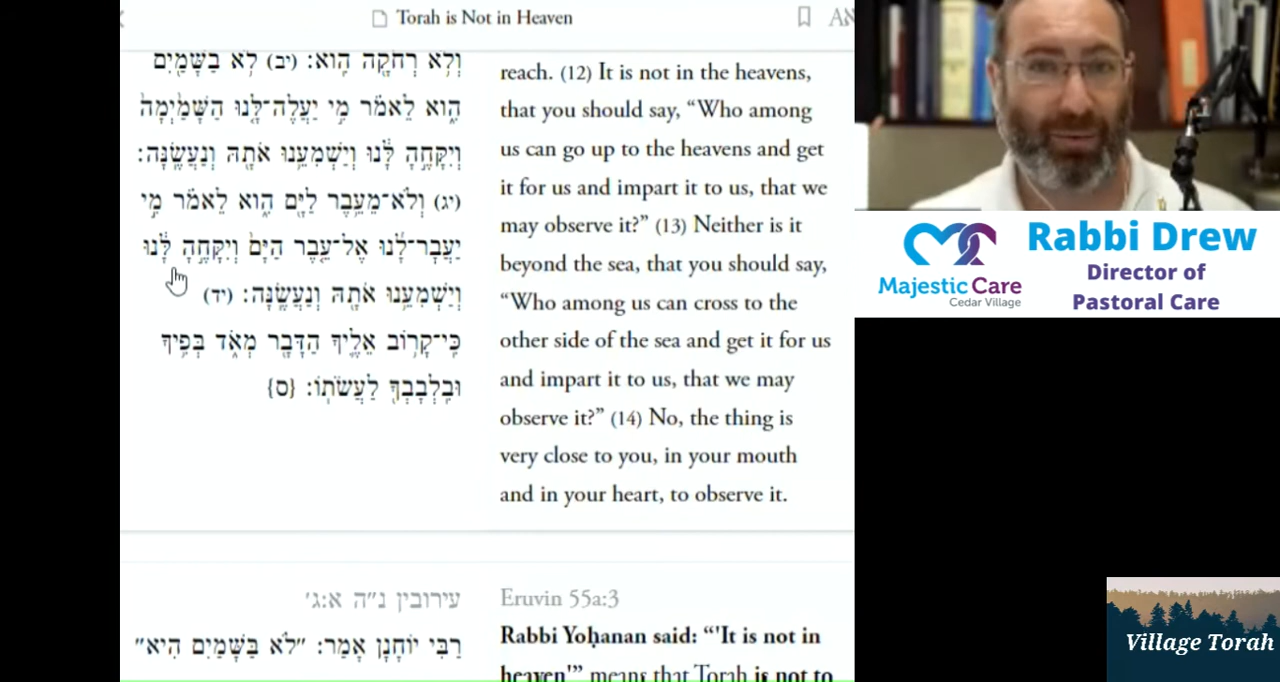 Torah is Not in Heaven
וְלֹ֥א רְחֹקָ֖ה הִֽוא׃ (יב) לֹ֥א בַשָּׁמַ֖יִם
הִ֑וא לֵאמֹ֗ר מִ֣י יַעֲלֶה־לָּ֤נוּ הַשָּׁמַ֙יְמָה֙
וְיִקָּחֶ֣הָ לָּ֔נוּ וְיַשְׁמִעֵ֥נוּ אֹתָ֖הּ וְנַעֲשֶֽׂנָּה׃
(יג) וְלֹא־מֵעֵ֥בֶר לַיָּ֖ם הִ֑וא לֵאמֹ֗ר מִ֣י
יַעֲבׇר־לָ֜נוּ אֶל־עֵ֤בֶר הַיָּם֙ וְיִקָּחֶ֣הָ לָּ֔נוּ
וְיַשְׁמִעֵ֥נוּ אֹתָ֖הּ וְנַעֲשֶֽׂנָּה׃ (יד)
כִּֽי־קָר֥וֹב אֵלֶ֛יךָ הַדָּבָ֖ר מְאֹ֑ד בְּפִ֥יךָ
וּבִֽלְבָבְךָ֖ לַעֲשֹׂתֽוֹ׃ {ס}
reach. (12) It is not in the heavens,
that you should say, “Who among
us can go up to the heavens and get
it for us and impart it to us, that we
may observe it?” (13) Neither is it
beyond the sea, that you should say,
“Who among us can cross to the
other side of the sea and get it for us
and impart it to us, that we may
observe it?” (14) No, the thing is
very close to you, in your mouth
and in your heart, to observe it.
עירובין נ״ה א:ג׳
רַבִּי יוֹחָנָן אָמַר: ״לֹא בַּשָּׁמַיִם הִיא״
Eruvin 55a:3
Rabbi Yoḥanan said: “‘It is not in
heaven’” means that Torah is not to
Majestic Care
Cedar Village
Rabbi Drew
Director of
Pastoral Care
Village Torah